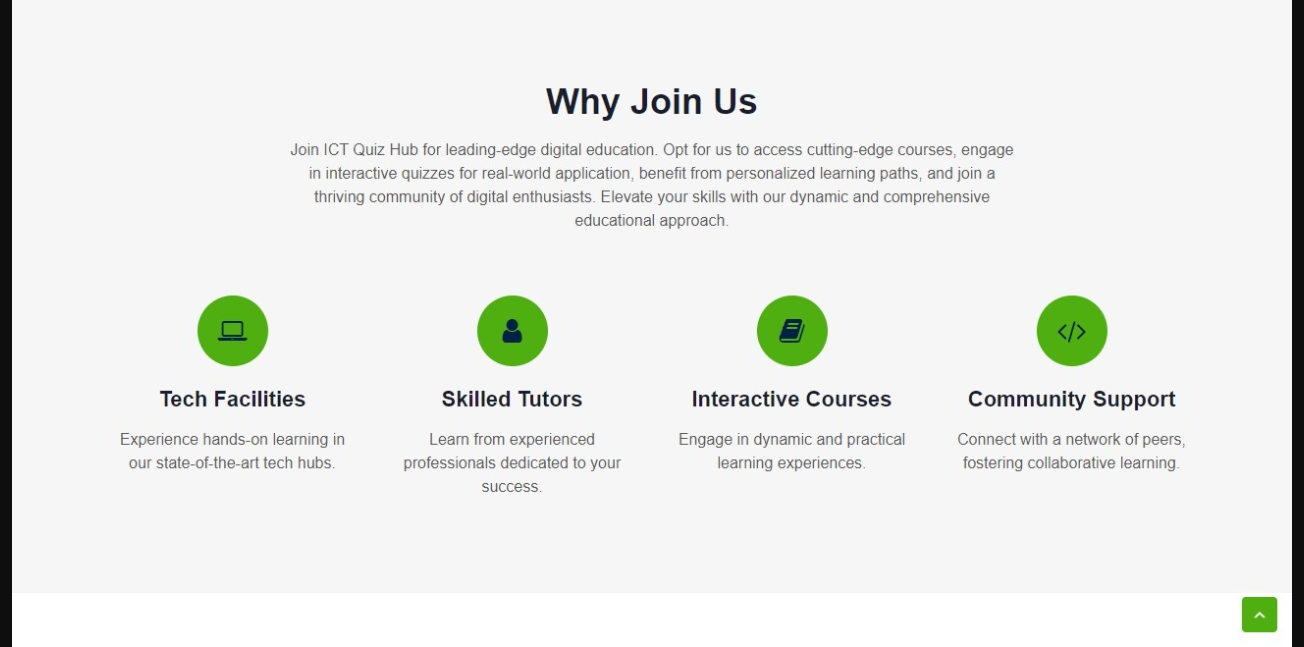 Why Join Us
Join ICT Quiz Hub for leading-edge digital education. Opt for us to access cutting-edge courses, engage
in interactive quizzes for real-world application, benefit from personalized learning paths, and join a
thriving community of digital enthusiasts. Elevate your skills with our dynamic and comprehensive
educational approach.
Tech Facilities
Experience hands-on learning in
our state-of-the-art tech hubs.
Skilled Tutors
Learn from experienced
professionals dedicated to your
success.
Interactive Courses
Engage in dynamic and practical
learning experiences.
Community Support
Connect with a network of peers,
fostering collaborative learning.